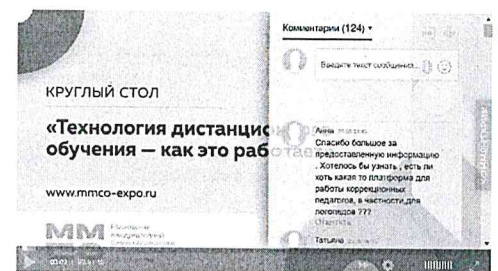 Комментарии (124)
Введите текст сообщения...
КРУГЛЫЙ СТОЛ
«Технология дистанцио
обучения — как это работает
www.mmco-expo.ru
Анна
Спасибо большое за
предоставленную информацию
. Хотелось бы узнать , есть ли
хоть какая то платформа для
работы коррекционных
педагогов, в частности,для
логопедов ???
Ответить
Татьяна